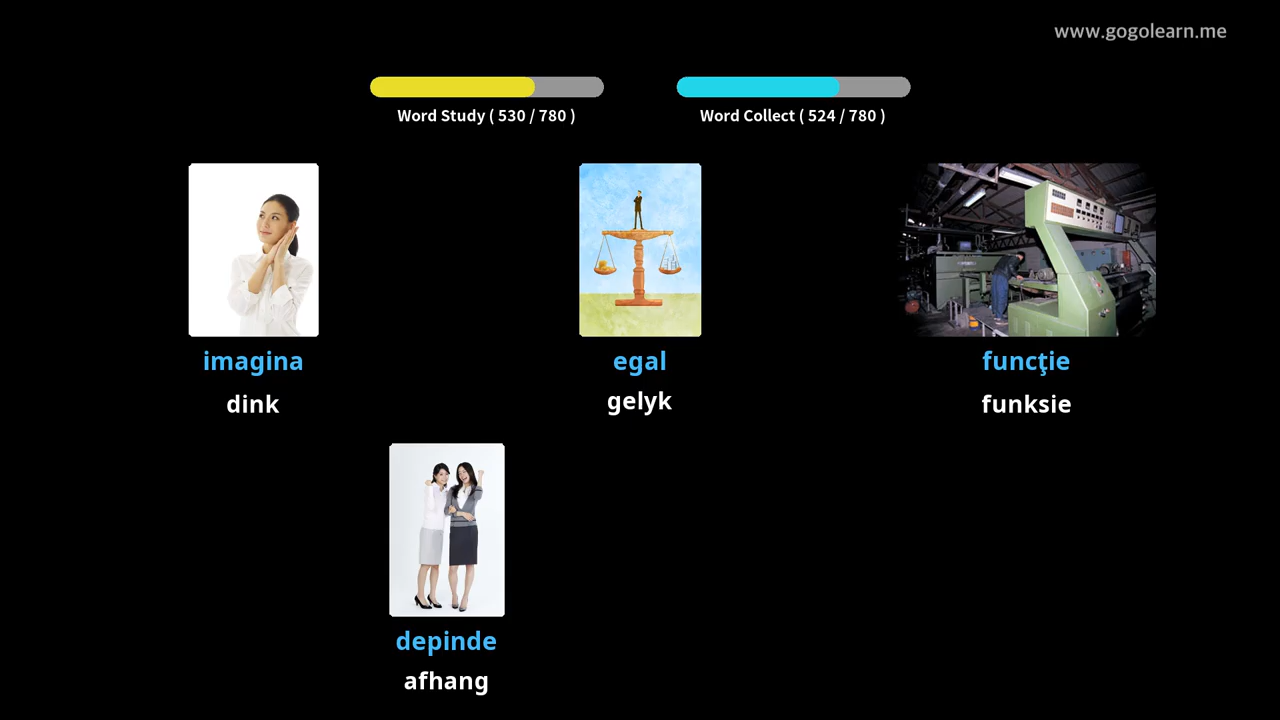 www.gogolearn.me
Word Study ( 530 / 780 )
Word Collect ( 524 / 780 )
imagina
dink
egal
gelyk
funcţie
funksie
depinde
afhang